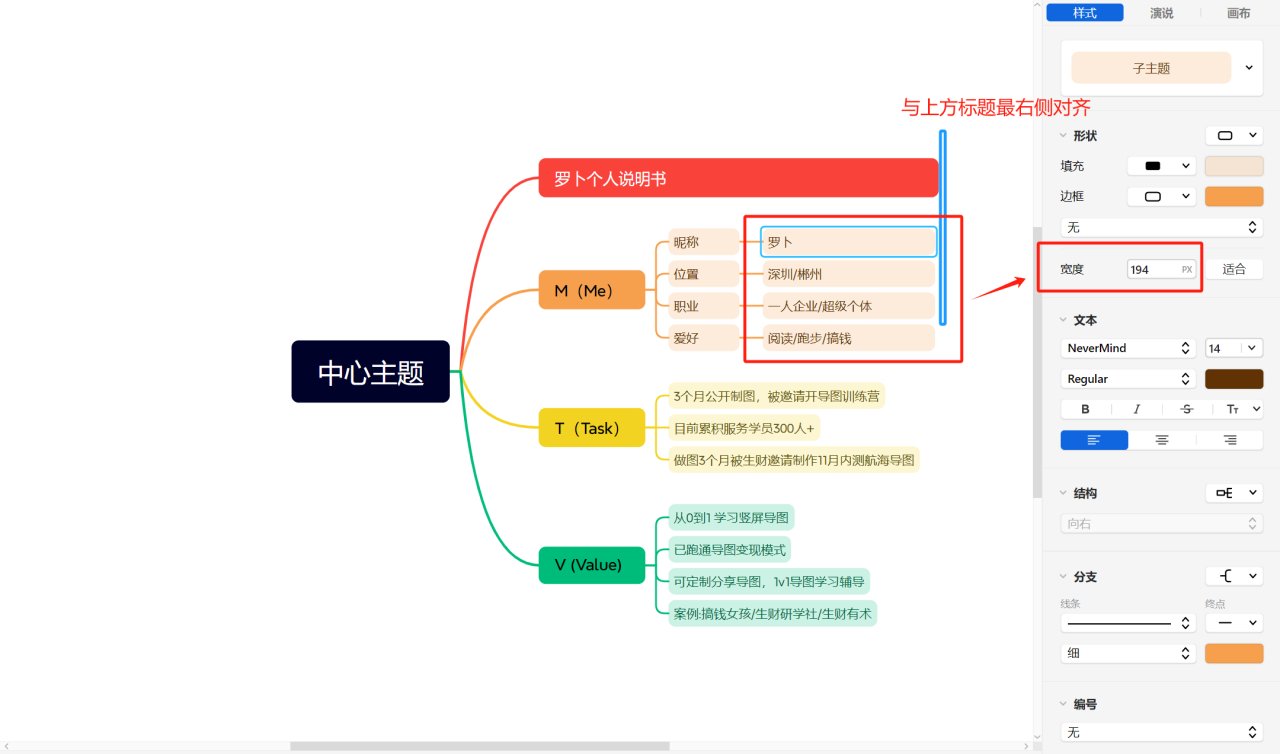 样式 演说 画布
子主题
与上方标题最右侧对齐
形状
填充
边框
无
宽度 194 PX 适合
文本
NeverMind 14
Regular
B I S Tт
结构
向右
分支
线条 终点
细
编号
无
中心主题
罗卜个人说明书
M（Me）
昵称 罗卜
位置 深圳/郴州
职业 一人企业/超级个体
爱好 阅读/跑步/搞钱
T（Task）
3个月公开制图，被邀请开导图训练营
目前累积服务学员300人+
做图3个月被生财邀请制作11月内测航海导图
V (Value)
从0到1 学习竖屏导图
已跑通导图变现模式
可定制分享导图，1v1导图学习辅导
案例:搞钱女孩/生财研学社/生财有术